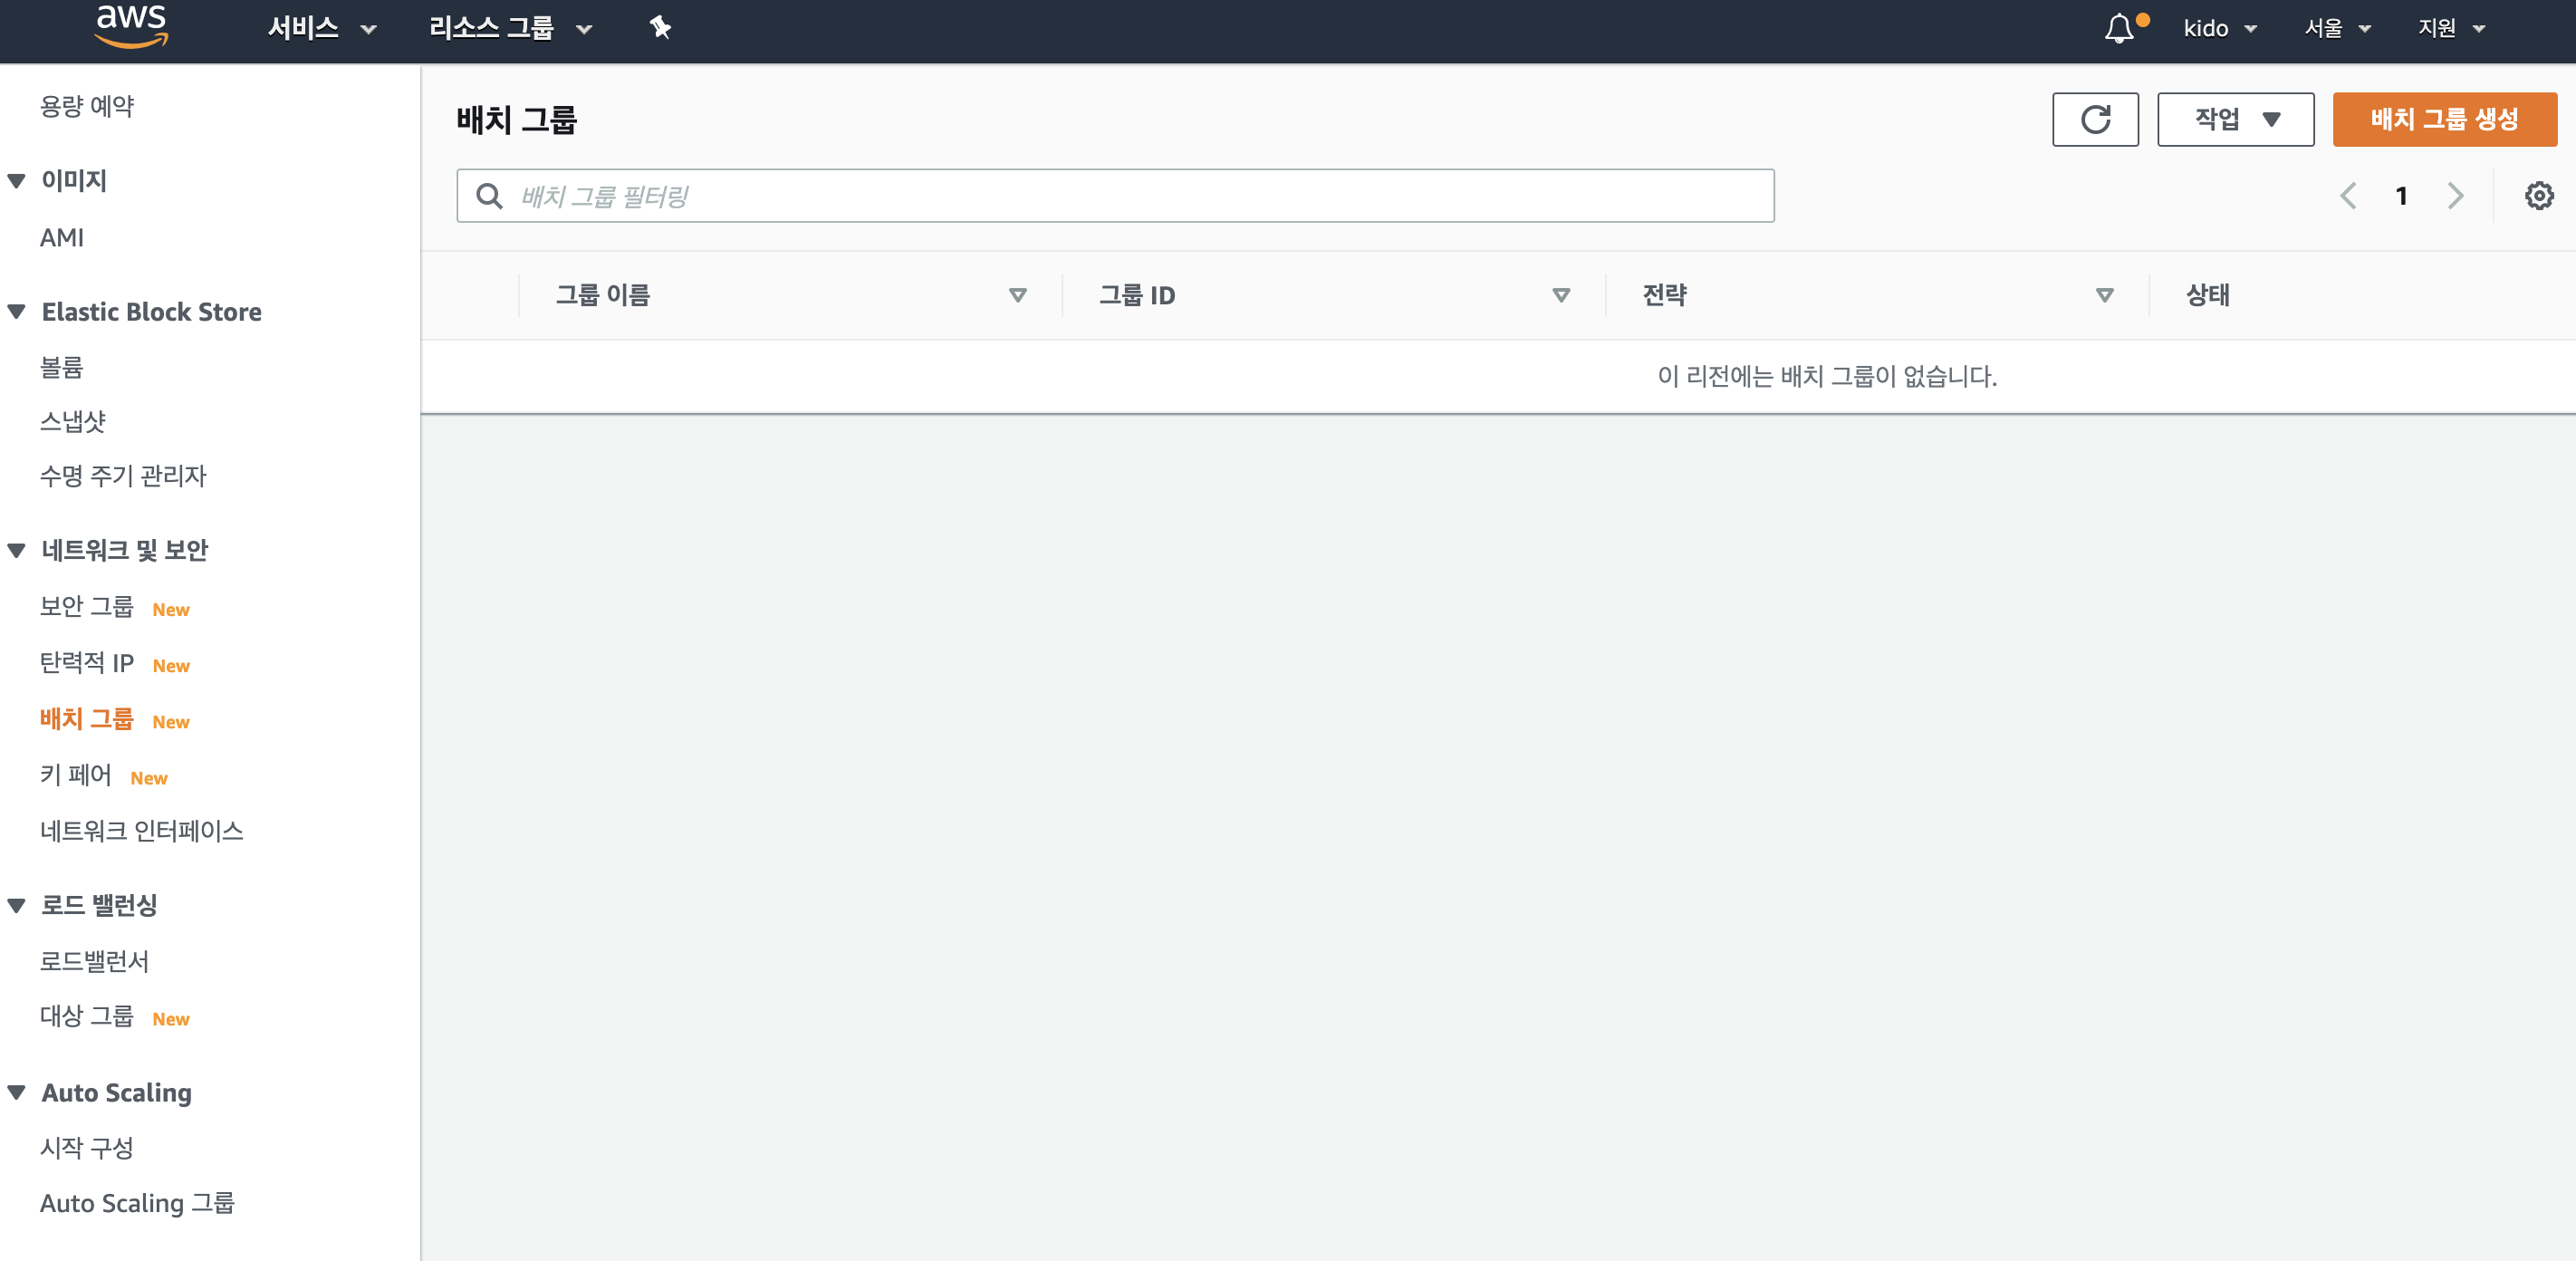 aws 서비스 리소스 그룹 kido 서울 지원
용량 예약
이미지
AMI
Elastic Block Store
볼륨
스냅샷
수명 주기 관리자
네트워크 및 보안
보안 그룹 New
탄력적 IP New
배치 그룹 New
키 페어 New
네트워크 인터페이스
로드 밸런싱
로드밸런서
대상 그룹 New
Auto Scaling
시작 구성
Auto Scaling 그룹
배치 그룹 작업 배치 그룹 생성
배치 그룹 필터링 1
그룹 이름 그룹 ID 전략 상태
이 리전에는 배치 그룹이 없습니다.